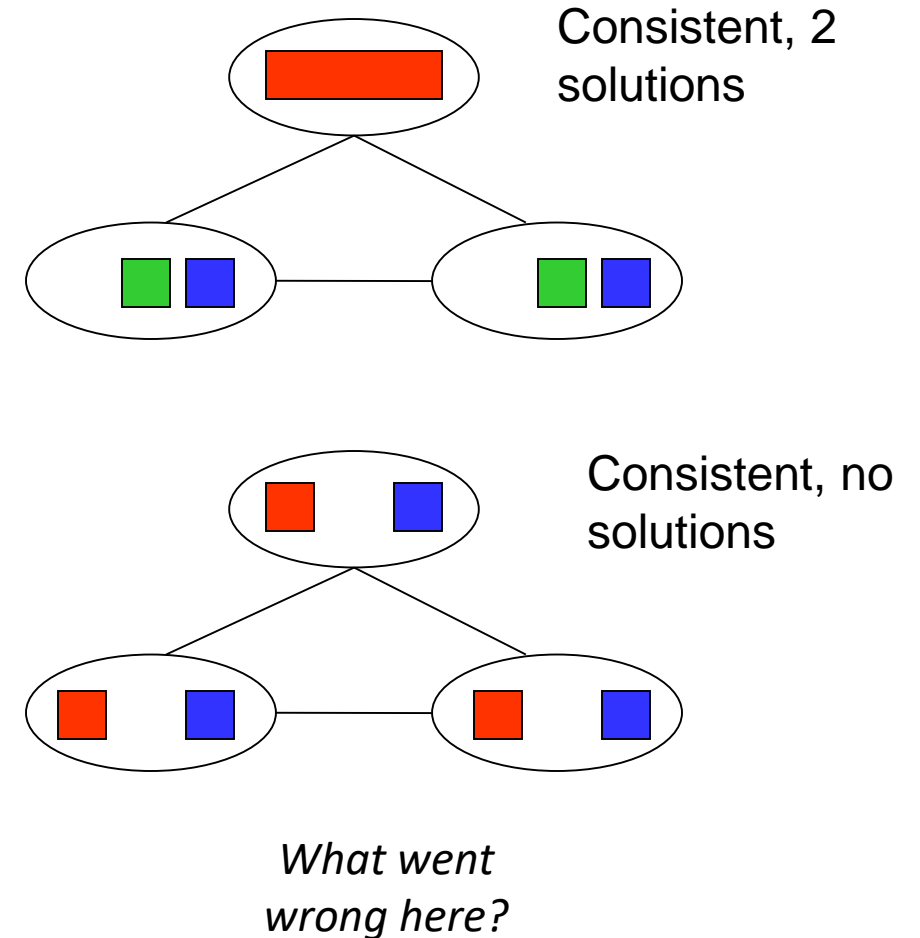 Consistent, 2
solutions
Consistent, no
solutions
What went
wrong here?